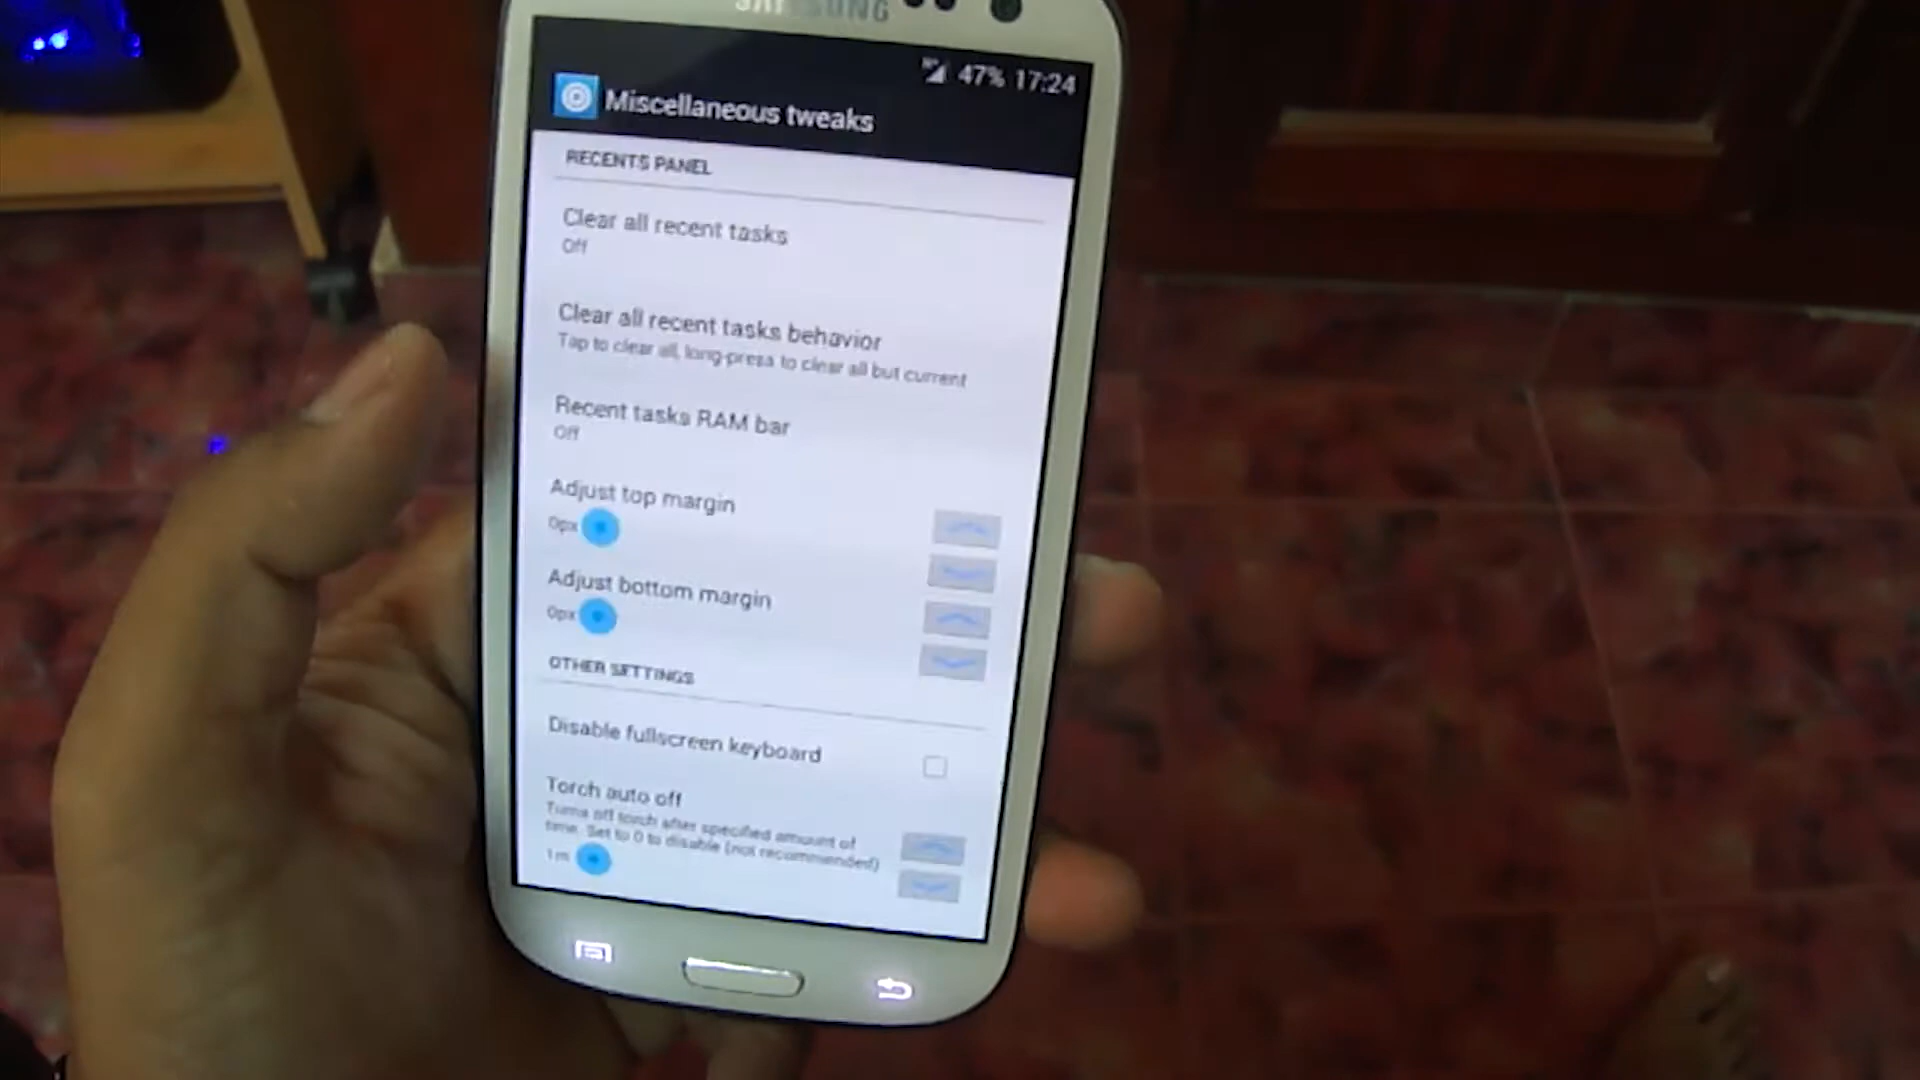 SAMSUNG
47% 17:24
Miscellaneous tweaks
RECENTS PANEL
Clear all recent tasks
Off
Clear all recent tasks behavior
Tap to clear all, long-press to clear all but current
Recent tasks RAM bar
Off
Adjust top margin
0px
Adjust bottom margin
0px
OTHER SETTINGS
Disable fullscreen keyboard
Torch auto off
Turns off torch after specified amount of
time. Set to 0 to disable (not recommended)
1m